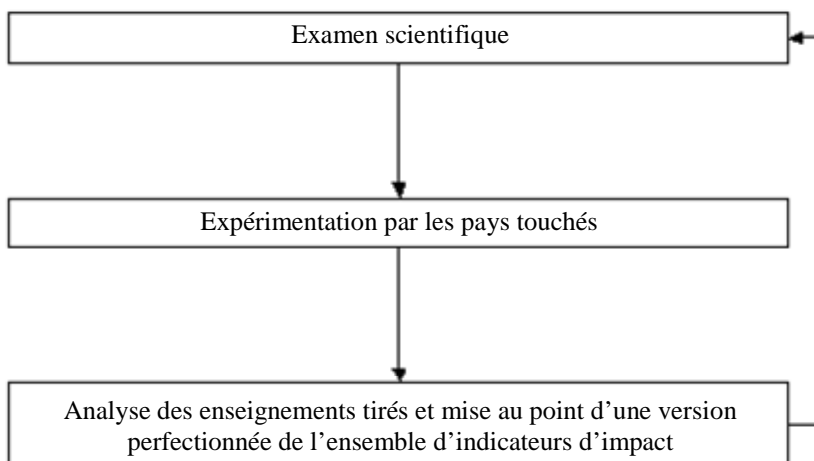 Examen scientifique
Expérimentation par les pays touchés
Analyse des enseignements tirés et mise au point d’une version
perfectionnée de l’ensemble d’indicateurs d’impact